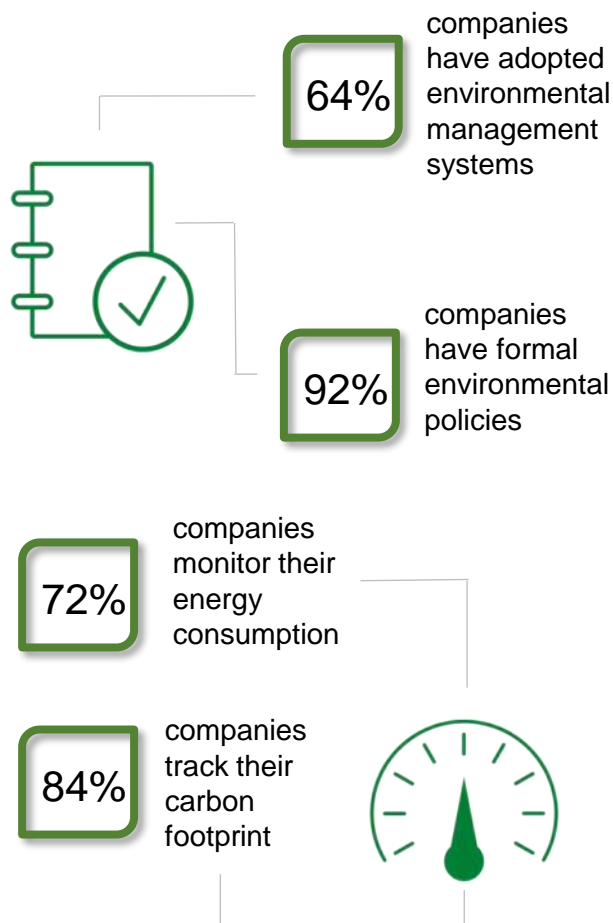 64%
companies
have adopted
environmental
management
systems
92%
companies
have formal
environmental
policies
72%
companies
monitor their
energy
consumption
84%
companies
track their
carbon
footprint